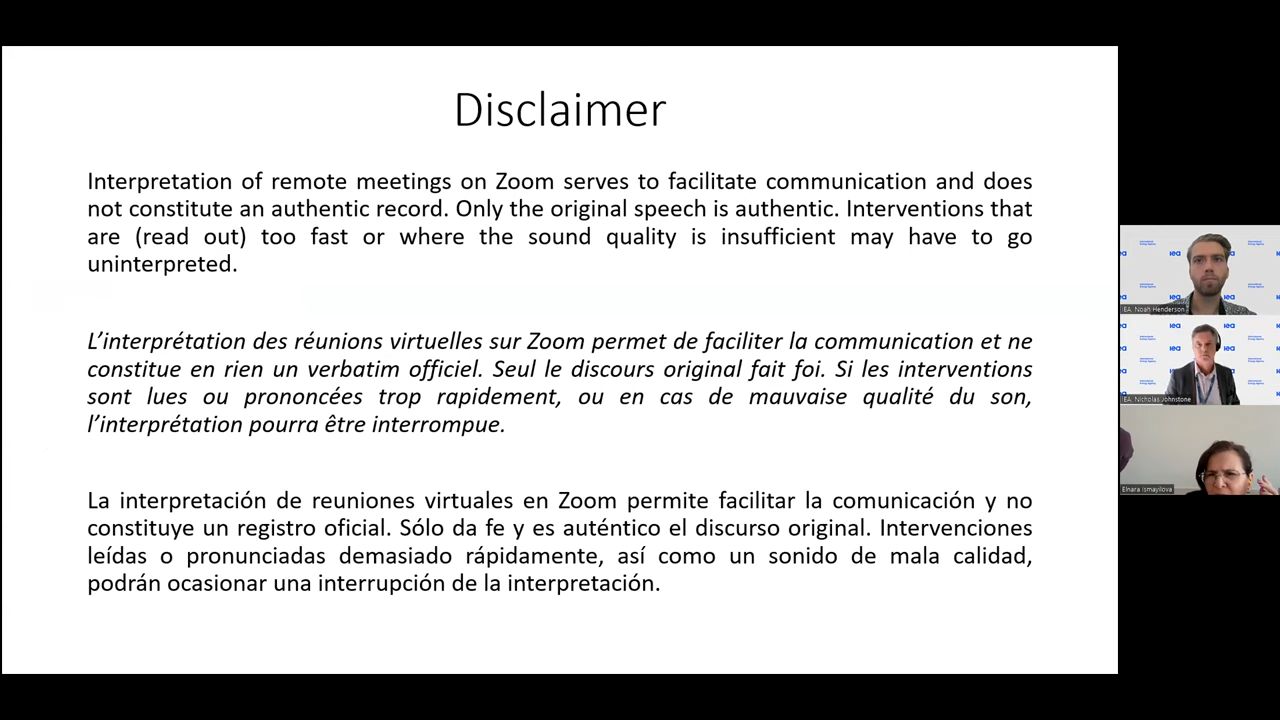 Disclaimer
Interpretation of remote meetings on Zoom serves to facilitate communication and does
not constitute an authentic record. Only the original speech is authentic. Interventions that
are (read out) too fast or where the sound quality is insufficient may have to go
uninterpreted.
L’interprétation des réunions virtuelles sur Zoom permet de faciliter la communication et ne
constitue en rien un verbatim officiel. Seul le discours original fait foi. Si les interventions
sont lues ou prononcées trop rapidement, ou en cas de mauvaise qualité du son,
l’interprétation pourra être interrompue.
La interpretación de reuniones virtuales en Zoom permite facilitar la comunicación y no
constituye un registro oficial. Sólo da fe y es auténtico el discurso original. Intervenciones
leídas o pronunciadas demasiado rápidamente, así como un sonido de mala calidad,
podrán ocasionar una interrupción de la interpretación.
iea
IEA. Noah Henderson
iea
IEA. Nicholas Johnstone
Elnara Ismayilova